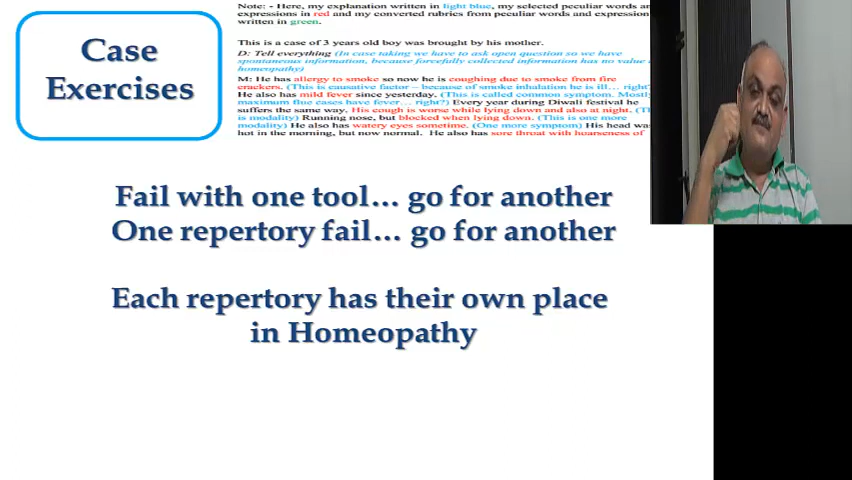 Case
Exercises
Note: - Here, my explanation written in light blue, my selected peculiar words an
expressions in red and my converted rubrics from peculiar words and expression
written in green.
This is a case of 3 years old boy was brought by his mother.
D: Tell everything (In case taking we have to ask open question so we have
spontaneous information, because forcefully collected information has no value
homeopathy)
M: He has allergy to smoke so now he is coughing due to smoke from fire
crackers. (This is causative factor – because of smoke inhalation he is ill... right
He also has mild fever since yesterday. (This is called common symptom. Mostl
maximum flue cases have fever... right?) Every year during Diwali festival he
suffers the same way. His cough is worse while lying down and also at night. (T
is modality) Running nose, but blocked when lying down. (This is one more
modality) He also has watery eyes sometime. (One more symptom) His head was
hot in the morning, but now normal. He also has sore throat with hoarseness of
Fail with one tool... go for another
One repertory fail... go for another
Each repertory has their own place
in Homeopathy